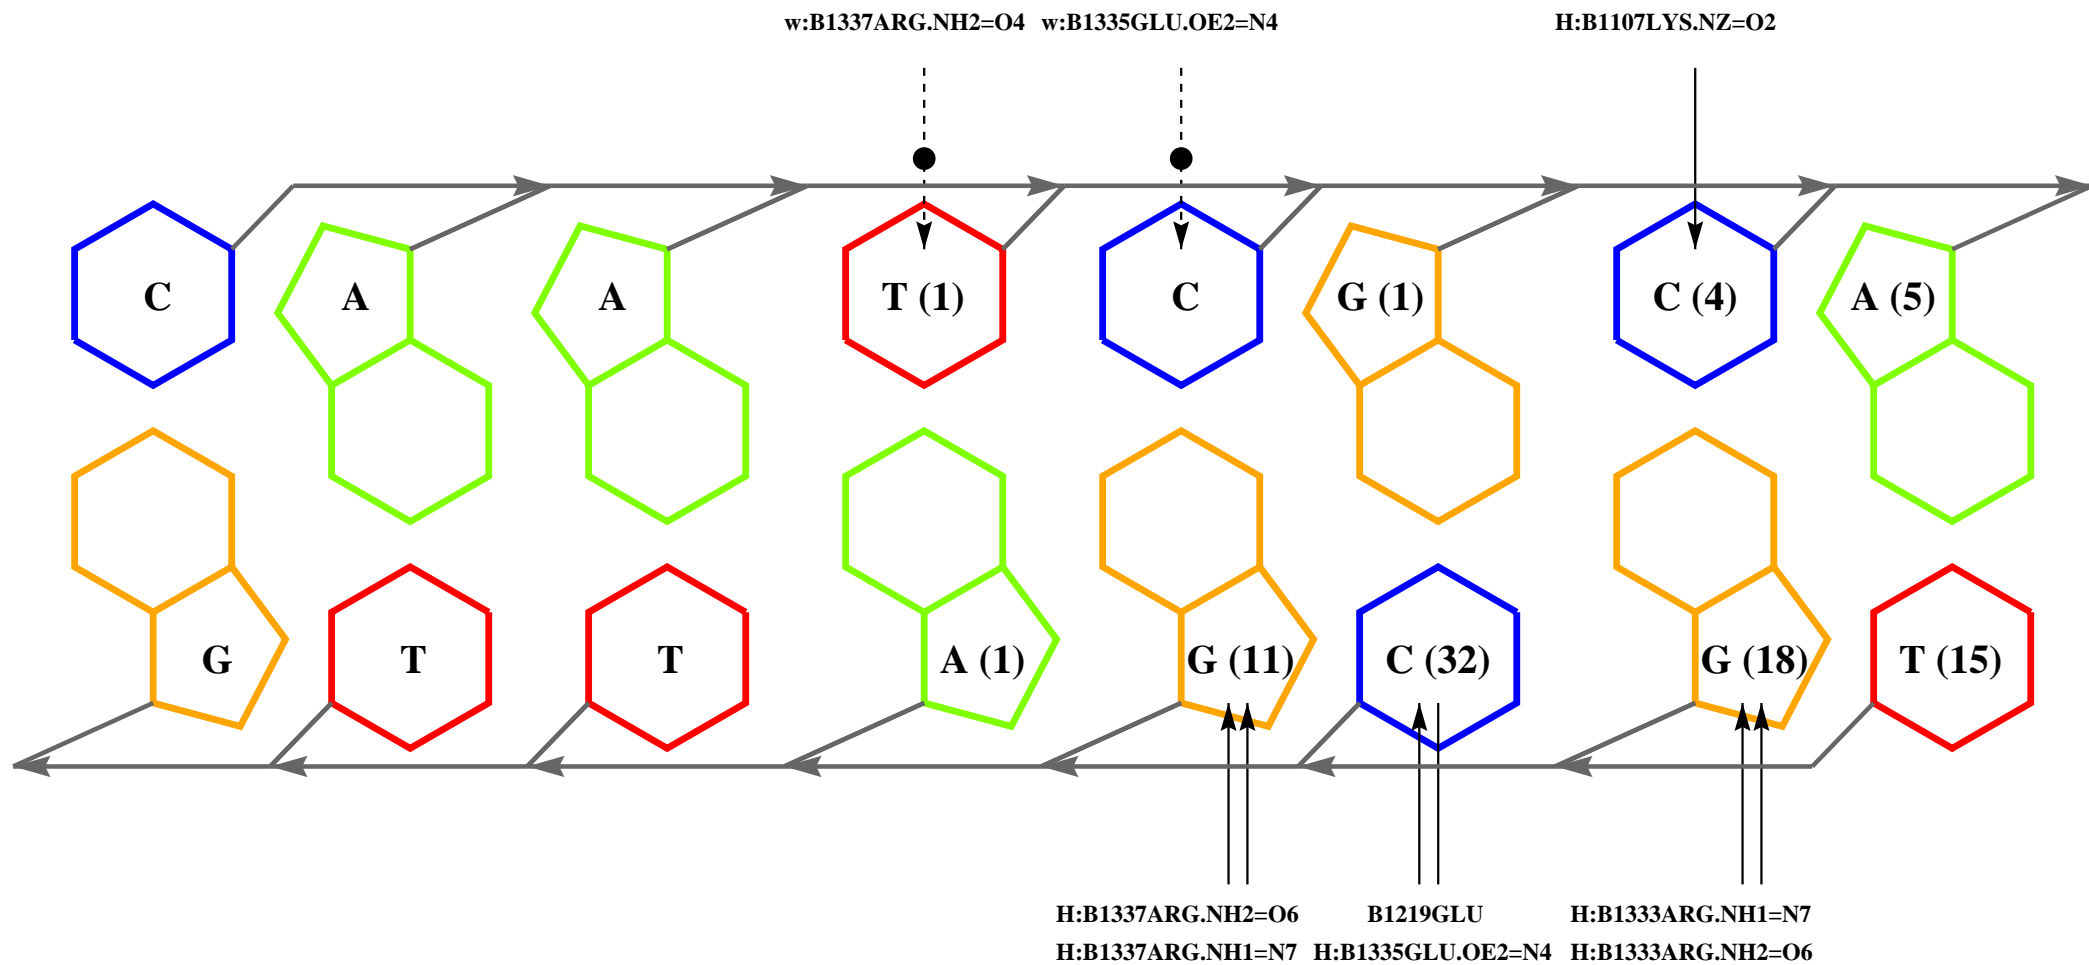 w:B1337ARG.NH2=O4 w:B1335GLU.OE2=N4 H:B1107LYS.NZ=O2
C A A T (1) C G (1) C (4) A (5)
G T T A (1) G (11) C (32) G (18) T (15)
H:B1337ARG.NH2=O6 B1219GLU H:B1333ARG.NH1=N7
H:B1337ARG.NH1=N7 H:B1335GLU.OE2=N4 H:B1333ARG.NH2=O6